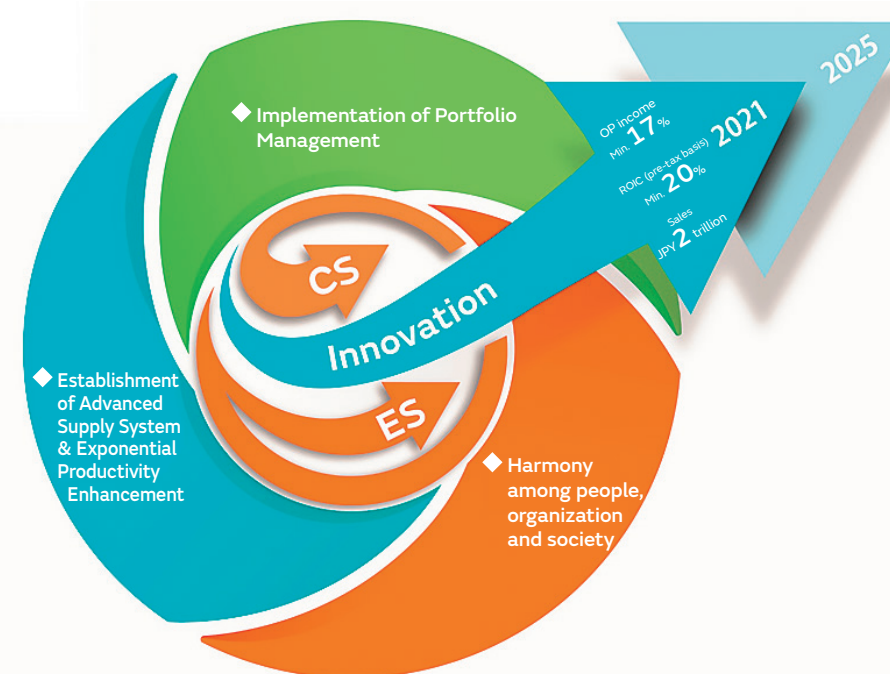 ◆ Implementation of Portfolio
Management
2025
2021
OP income
Min. 17%
ROIC (pre-tax basis)
Min. 20%
Sales
JPY 2 trillion
CS
Innovation
ES
◆ Establishment
of Advanced
Supply System
& Exponential
Productivity
Enhancement
◆ Harmony
among people,
organization
and society